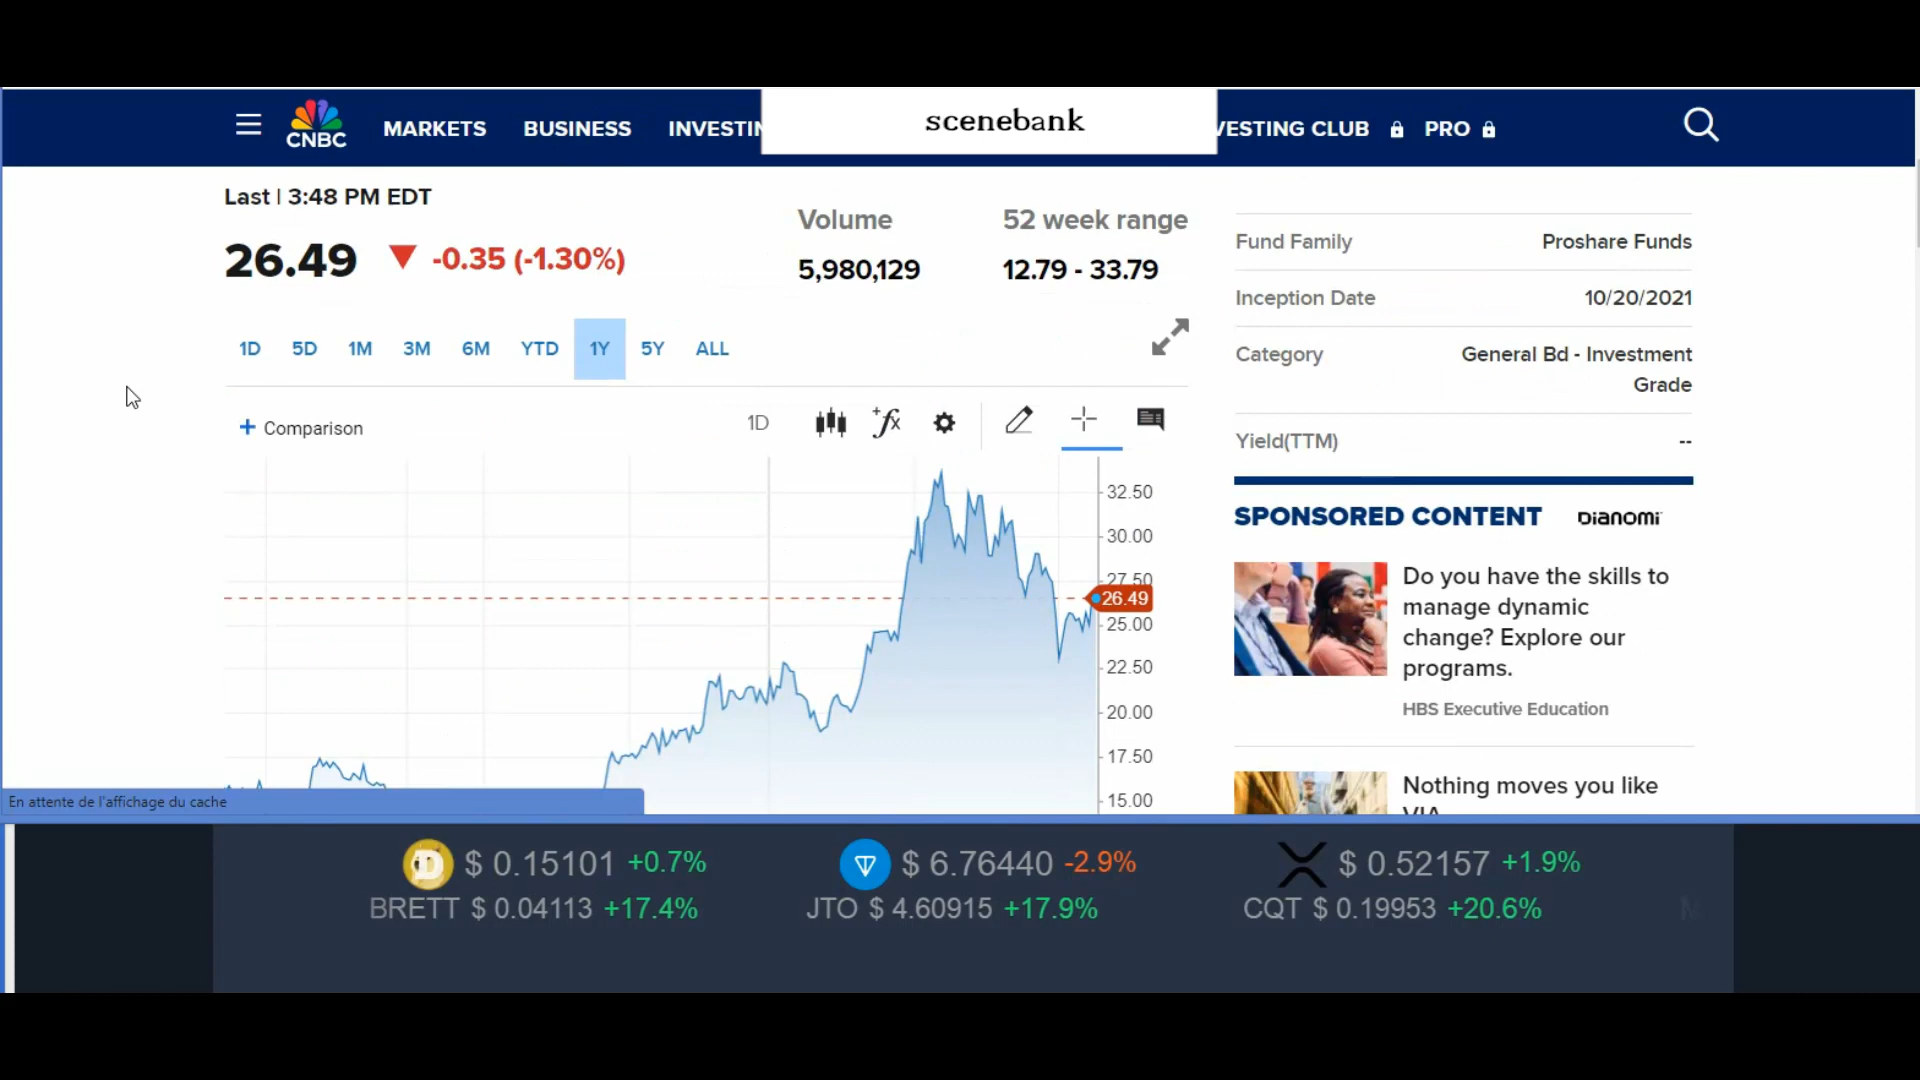 CNBC
MARKETS BUSINESS INVESTIN
scenebank
VESTING CLUB PRO
Last | 3:48 PM EDT
26.49 -0.35 (-1.30%)
Volume
5,980,129
52 week range
12.79 - 33.79
1D 5D 1M 3M 6M YTD 1Y 5Y ALL
+ Comparison
1D
32.50
30.00
27.50
26.49
25.00
22.50
20.00
17.50
15.00
Fund Family Proshare Funds
Inception Date 10/20/2021
Category General Bd - Investment
Grade
Yield(TTM) --
SPONSORED CONTENT DIANOMI
Do you have the skills to
manage dynamic
change? Explore our
programs.
HBS Executive Education
Nothing moves you like
VIA
En attente de l'affichage du cache
$ 0.15101 +0.7%
BRETT $ 0.04113 +17.4%
$ 6.76440 -2.9%
JTO $ 4.60915 +17.9%
$ 0.52157 +1.9%
CQT $ 0.19953 +20.6%